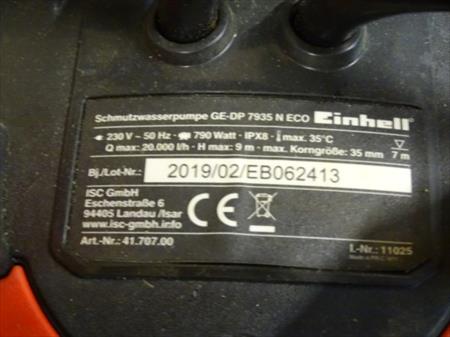 Schmutzwasserpumpe GE-DP 7935 N ECO Einhell
230 V ~ 50 Hz · 790 Watt · IPX8 · max. 35°C
Q max: 20.000 l/h · H max: 9 m · max. Korngröße: 35 mm 7 m
Bj./Lot-Nr.: 2019/02/EB062413
ISC GmbH
Eschenstraße 6
94405 Landau /Isar
www.isc-gmbh.info
CE
Art.-Nr.: 41.707.00
I.-Nr.: 11025